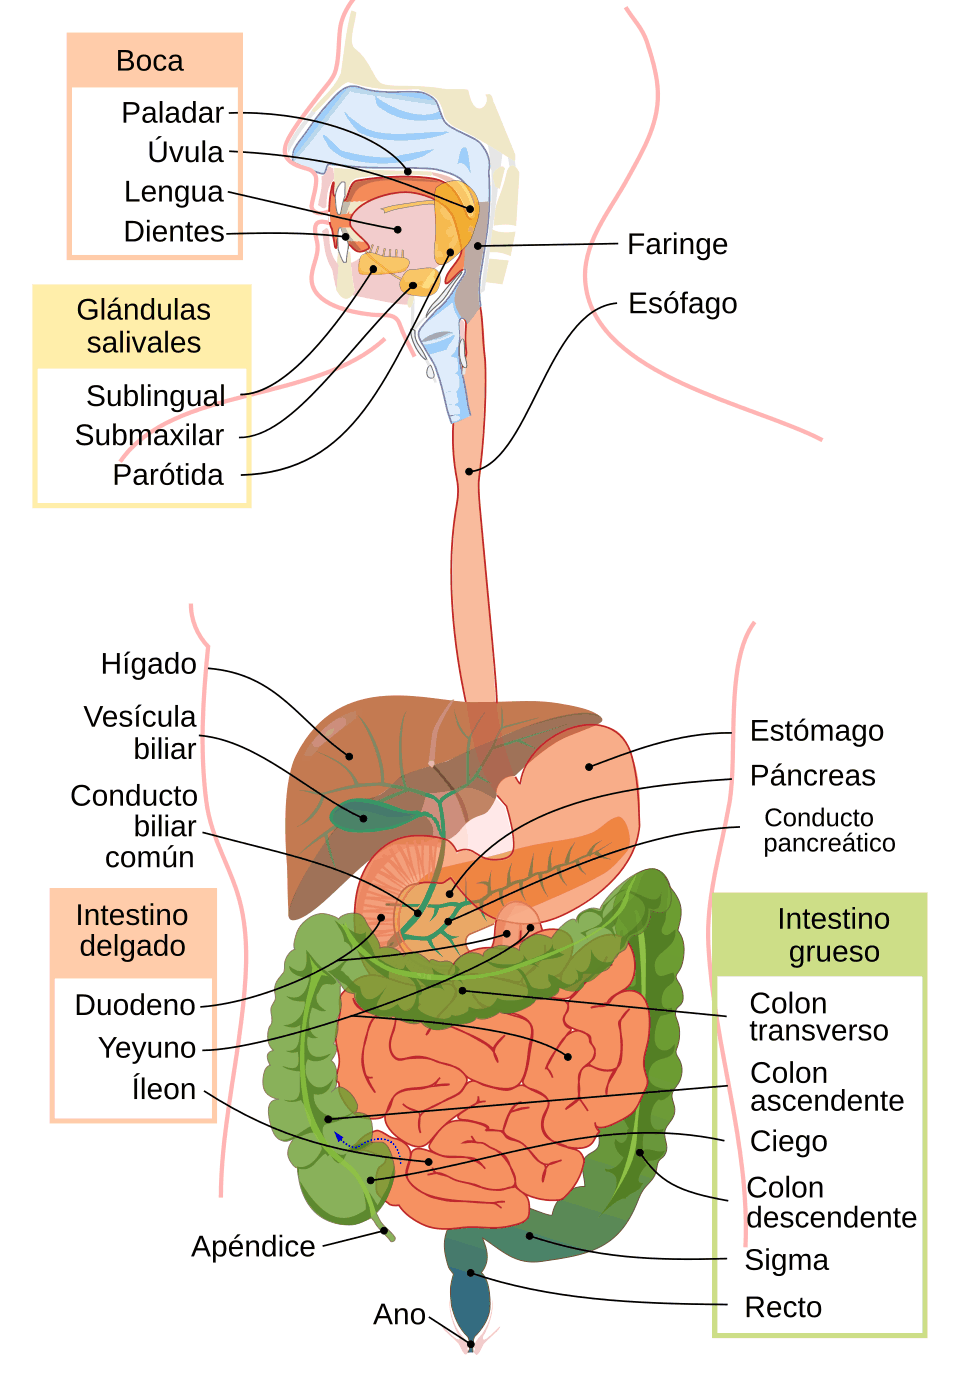 Boca
Paladar
Úvula
Lengua
Dientes
Glándulas
salivales
Sublingual
Submaxilar
Parótida
Faringe
Esófago
Hígado
Vesícula
biliar
Conducto
biliar
común
Intestino
delgado
Duodeno
Yeyuno
Íleon
Apéndice
Ano
Estómago
Páncreas
Conducto
pancreático
Intestino
grueso
Colon
transverso
Colon
ascendente
Ciego
Colon
descendente
Sigma
Recto